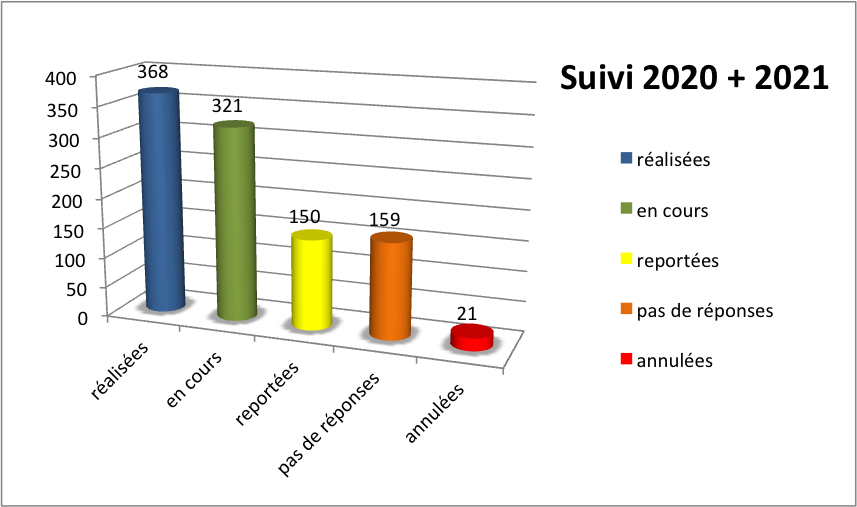 Suivi 2020 + 2021
400
350
300
250
200
150
100
50
0
368
321
150
159
21
réalisées
en cours
reportées
pas de réponses
annulées
réalisées
en cours
reportées
pas de réponses
annulées